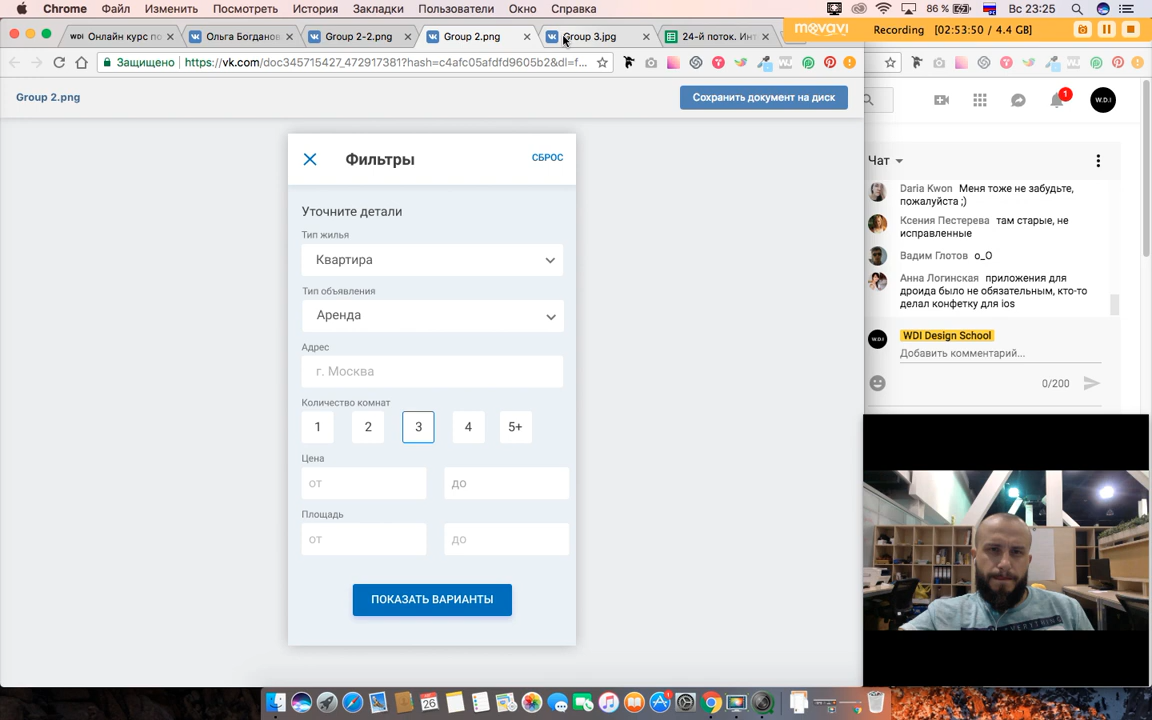 Chrome Файл Изменить Посмотреть История Закладки Пользователи Окно Справка 86 % Вс 23:25
Онлайн курс по
Ольга Богданов
Group 2-2.png
Group 2.png
Group 3.jpg
24-й поток. Инт
movavi
Recording [02:53:50 / 4.4 GB]
Защищено https://vk.com/doc345715427_472917381?hash=c4afc05afdfd9605b2&dl=f...
Group 2.png
Сохранить документ на диск
1
W.D.I
Фильтры
СБРОС
Уточните детали
Тип жилья
Квартира
Тип объявления
Аренда
Адрес
г. Москва
Количество комнат
1 2 3 4 5+
Цена
от до
Площадь
от до
ПОКАЗАТЬ ВАРИАНТЫ
Чат
Daria Kwon Меня тоже не забудьте,
пожалуйста ;)
Ксения Пестерева там старые, не
исправленные
Вадим Глотов о_О
Анна Логинская приложения для
дроида было не обязательным, кто-то
делал конфетку для ios
WDI Design School
Добавить комментарий...
0/200
EVERYTHING
26